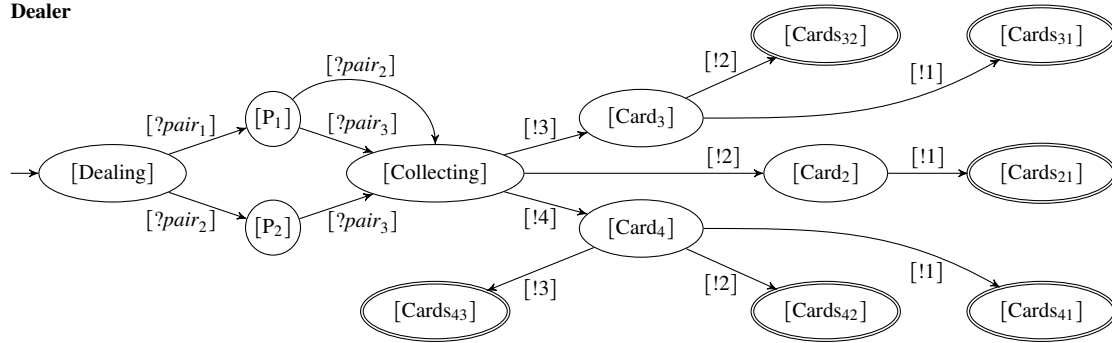 Dealer
[Cards₃₂]
[Cards₃₁]
[?pair₂]
[!2]
[!1]
[P₁]
[Card₃]
[?pair₁]
[?pair₃]
[!3]
[!2]
[!1]
[Dealing]
[Collecting]
[Card₂]
[Cards₂₁]
[?pair₂]
[P₂]
[?pair₃]
[!4]
[Card₄]
[!3]
[!2]
[!1]
[Cards₄₃]
[Cards₄₂]
[Cards₄₁]